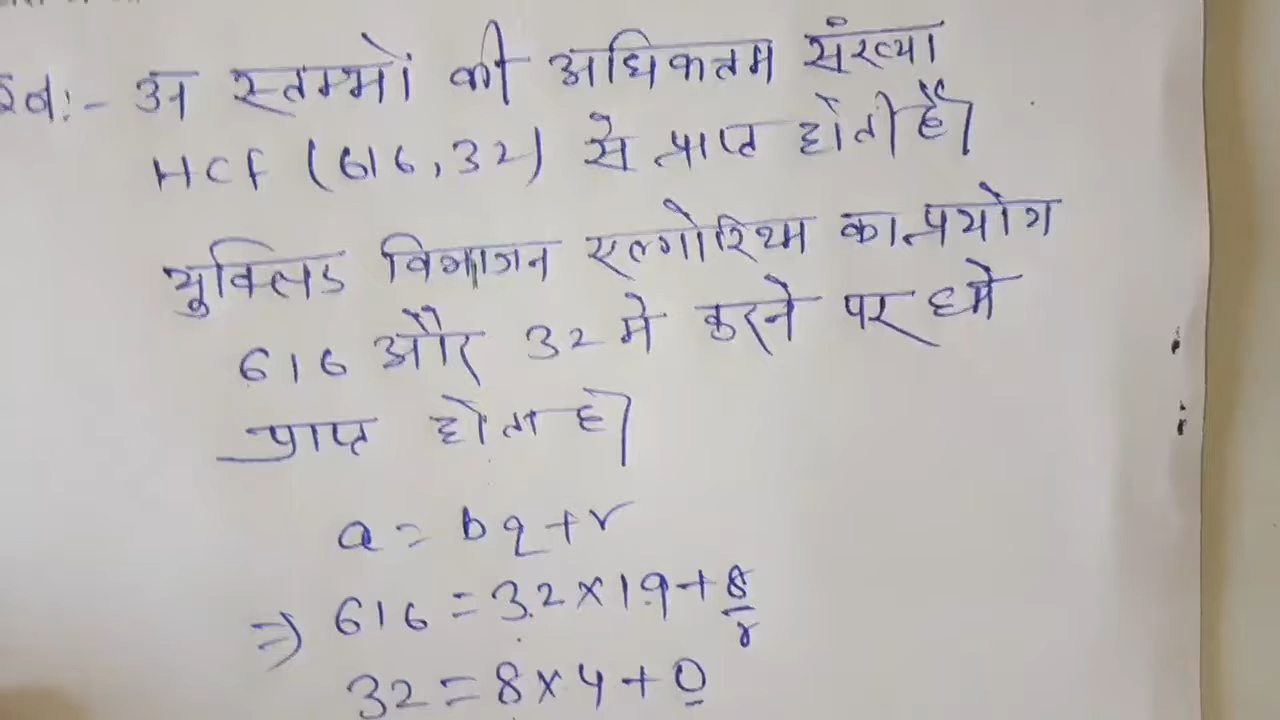 हल:- उन स्तम्भों की अधिकतम संख्या
HCF (616, 32) से प्राप्त होती है।
युक्लिड विभाजन एल्गोरिथ्म का प्रयोग
616 और 32 मे करने पर हमे
प्राप्त होता है।
a = bq + r
=> 616 = 32 × 19 + 8
r
32 = 8 × 4 + 0